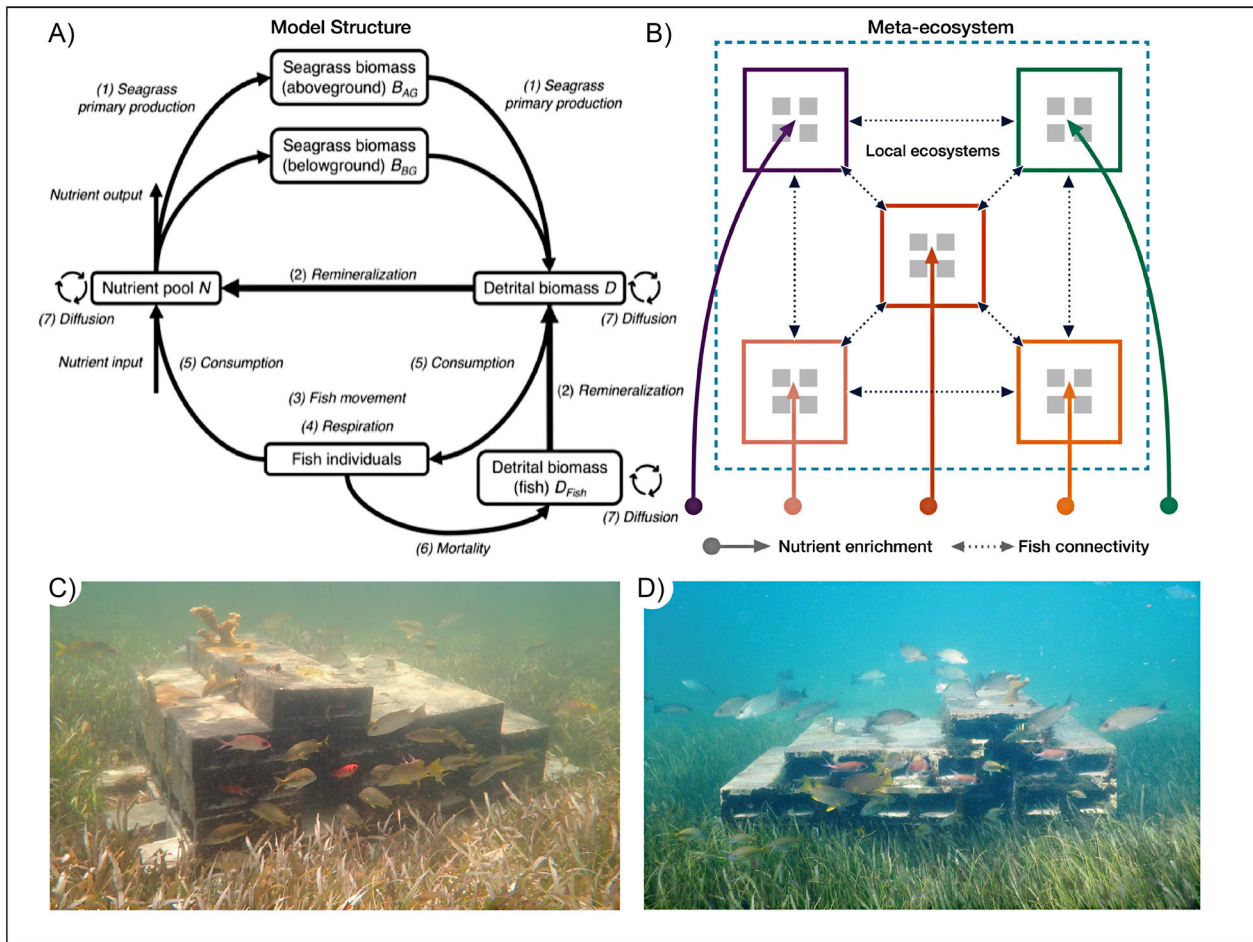 A)
Model Structure
Seagrass biomass
(aboveground) B_AG
(1) Seagrass
primary production
(1) Seagrass
primary production
Seagrass biomass
(belowground) B_BG
Nutrient output
(2) Remineralization
Nutrient pool N
Detrital biomass D
(7) Diffusion
(7) Diffusion
Nutrient input
(5) Consumption
(5) Consumption
(3) Fish movement
(2) Remineralization
(4) Respiration
Fish individuals
Detrital biomass
(fish) D_Fish
(7) Diffusion
(6) Mortality
B)
Meta-ecosystem
Local ecosystems
Nutrient enrichment
Fish connectivity
C)
D)